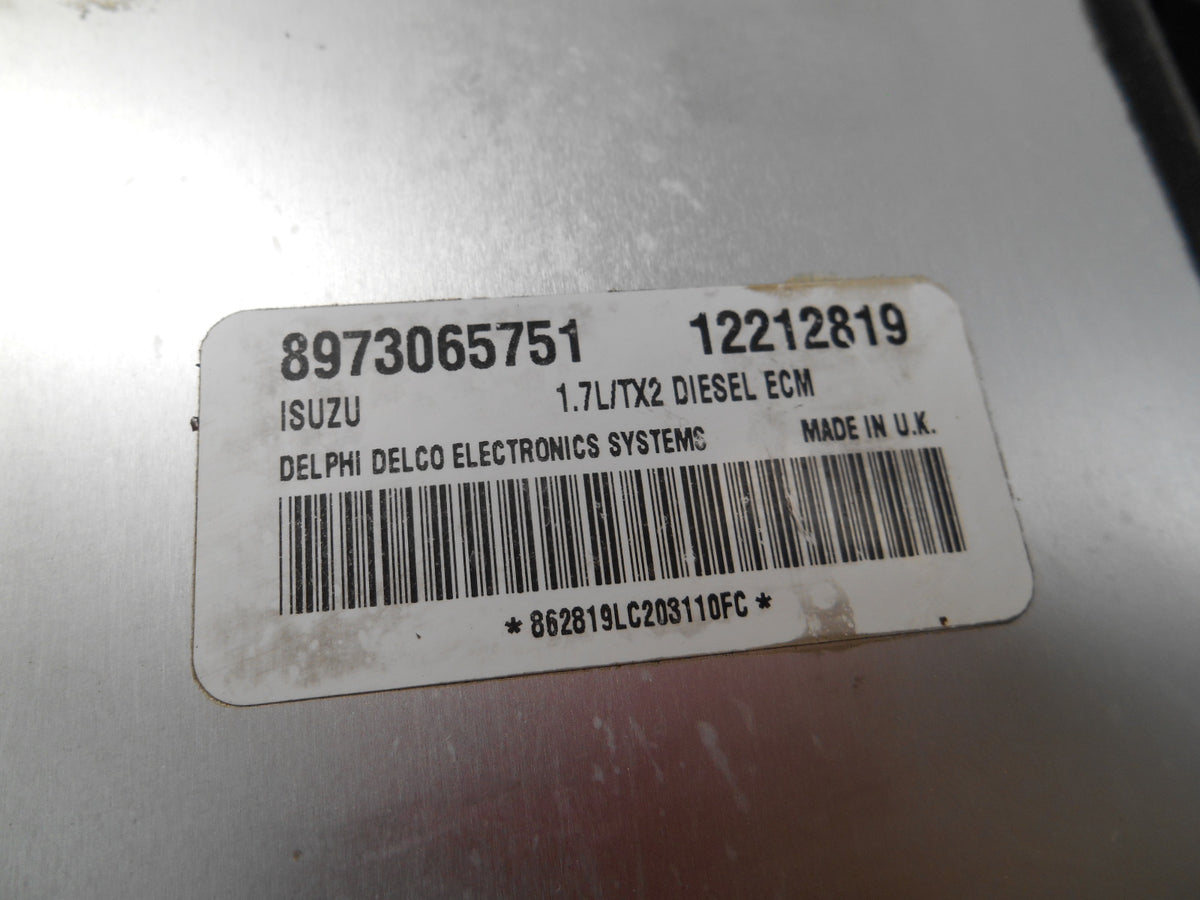 8973065751 12212819
ISUZU 1.7L/TX2 DIESEL ECM
DELPHI DELCO ELECTRONICS SYSTEMS MADE IN U.K.
*862819LC203110FC*